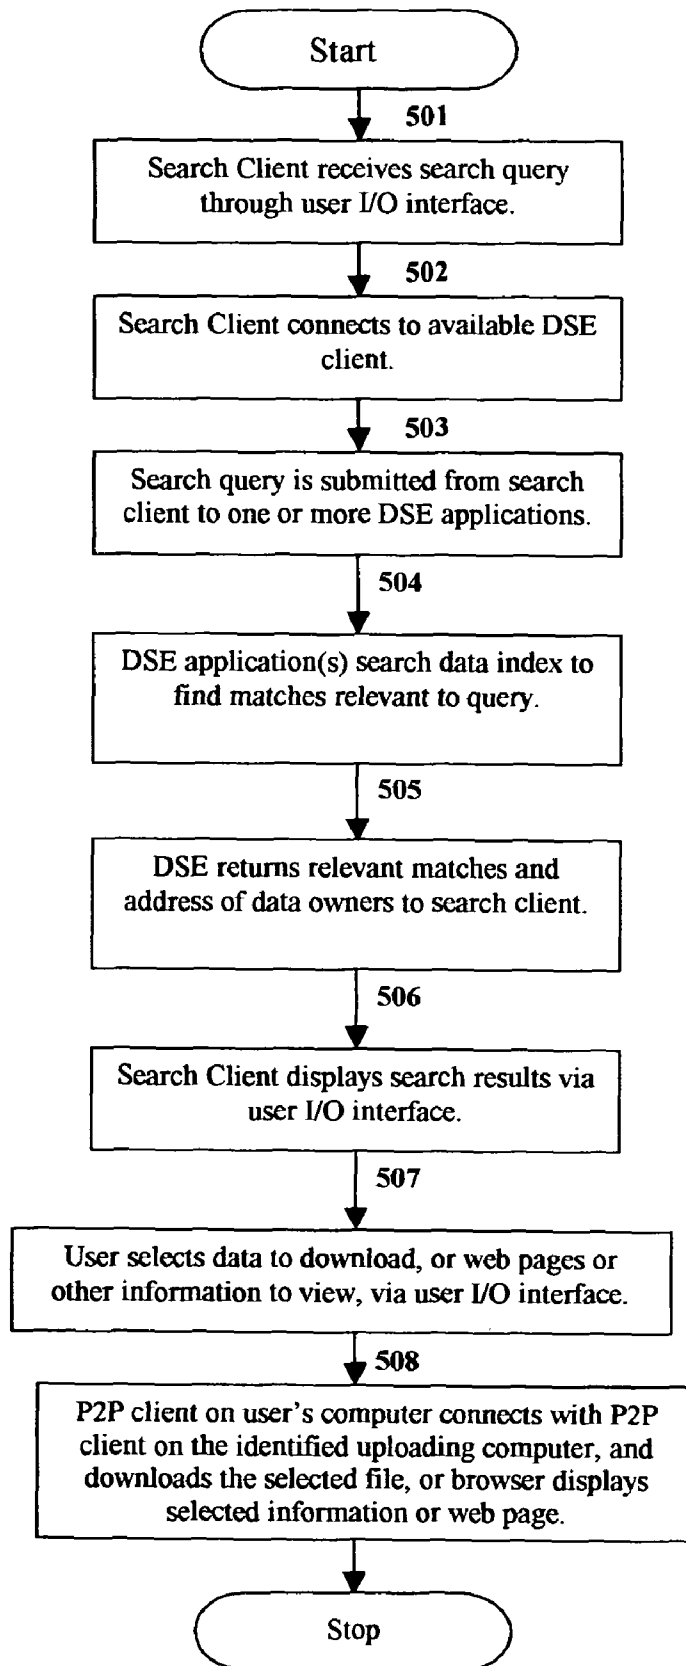 Start
501
Search Client receives search query
through user I/O interface.
502
Search Client connects to available DSE
client.
503
Search query is submitted from search
client to one or more DSE applications.
504
DSE application(s) search data index to
find matches relevant to query.
505
DSE returns relevant matches and
address of data owners to search client.
506
Search Client displays search results via
user I/O interface.
507
User selects data to download, or web pages or
other information to view, via user I/O interface.
508
P2P client on user's computer connects with P2P
client on the identified uploading computer, and
downloads the selected file, or browser displays
selected information or web page.
Stop